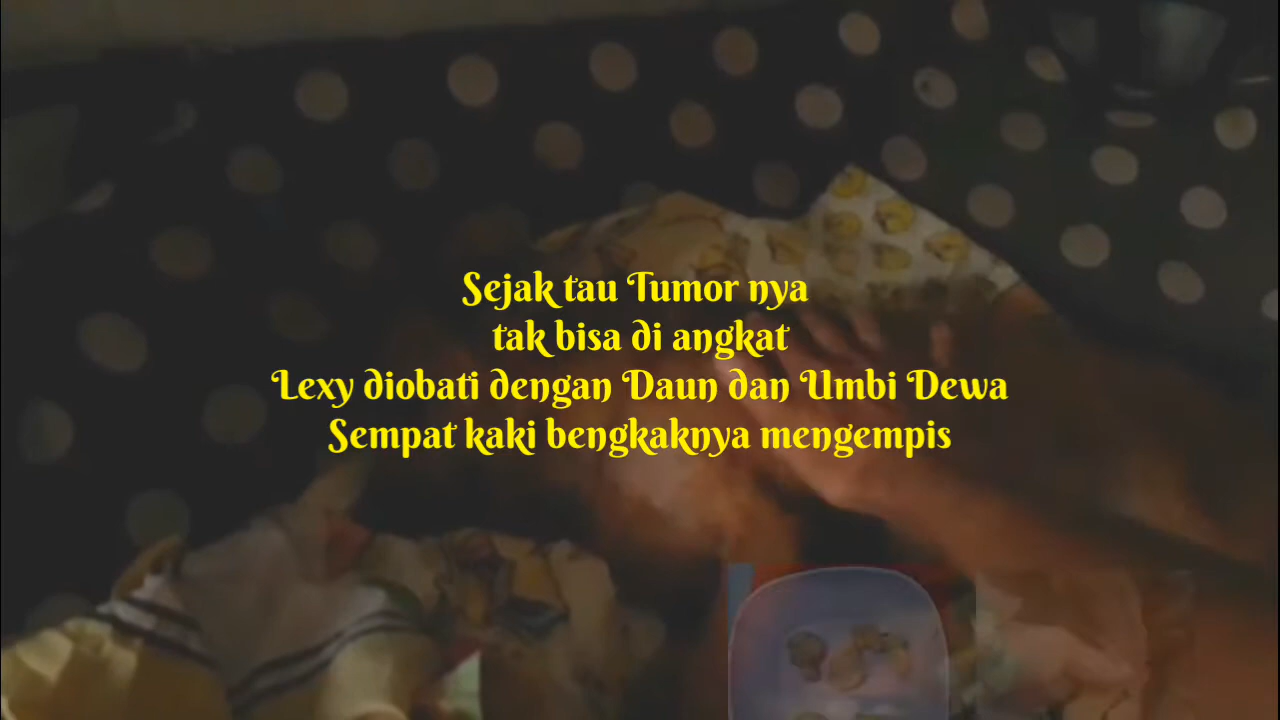 Sejak tau Tumor nya
tak bisa di angkat
Lexy diobati dengan Daun dan Umbi Dewa
Sempat kaki bengkaknya mengempis